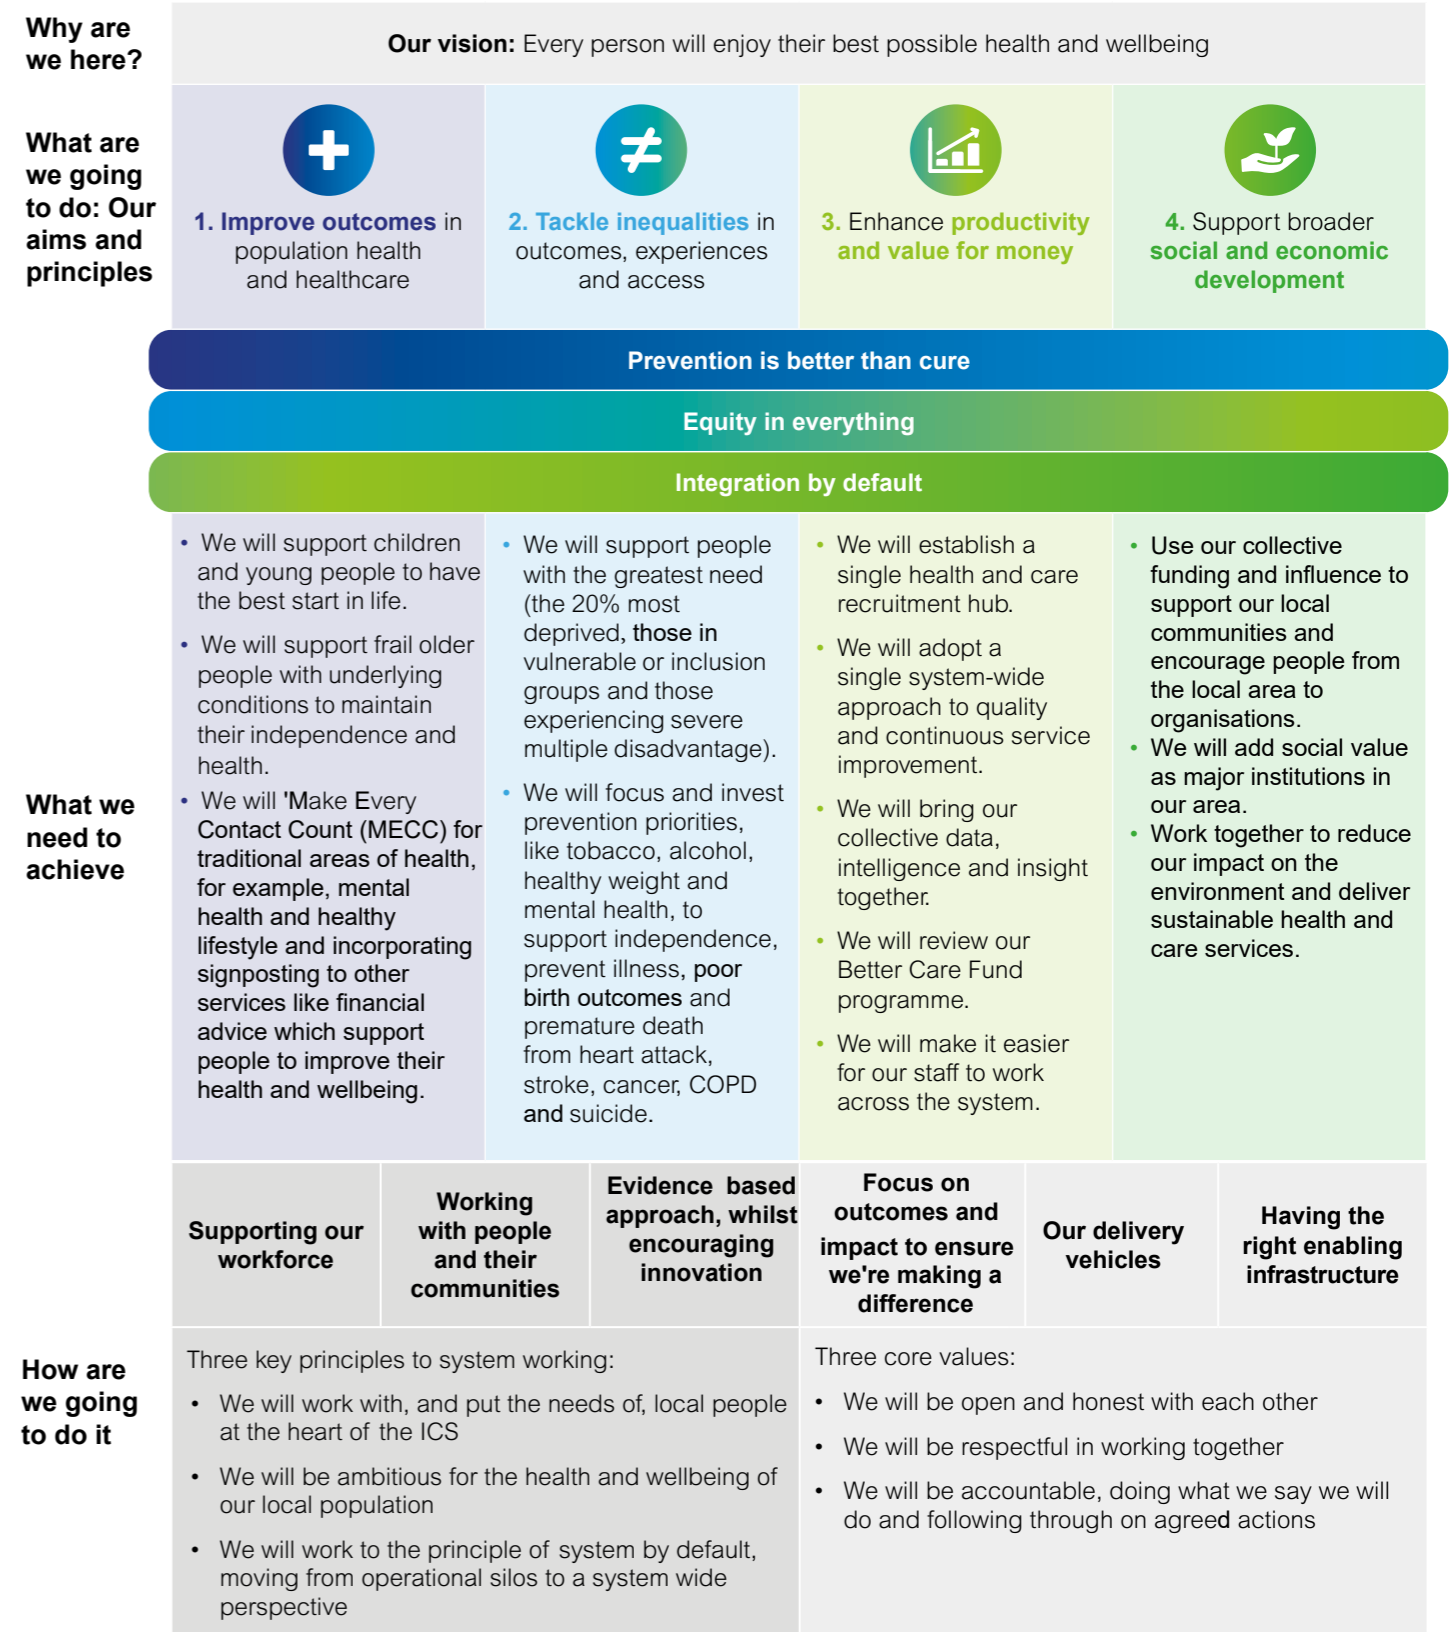 Why are
we here?
Our vision: Every person will enjoy their best possible health and wellbeing
What are
we going
to do: Our
aims and
principles
1. Improve outcomes in
population health
and healthcare
2. Tackle inequalities in
outcomes, experiences
and access
3. Enhance productivity
and value for money
4. Support broader
social and economic
development
Prevention is better than cure
Equity in everything
Integration by default
What we
need to
achieve
• We will support children
and young people to have
the best start in life.
• We will support frail older
people with underlying
conditions to maintain
their independence and
health.
• We will 'Make Every
Contact Count (MECC) for
traditional areas of health,
for example, mental
health and healthy
lifestyle and incorporating
signposting to other
services like financial
advice which support
people to improve their
health and wellbeing.
• We will support people
with the greatest need
(the 20% most
deprived, those in
vulnerable or inclusion
groups and those
experiencing severe
multiple disadvantage).
• We will focus and invest
prevention priorities,
like tobacco, alcohol,
healthy weight and
mental health, to
support independence,
prevent illness, poor
birth outcomes and
premature death
from heart attack,
stroke, cancer, COPD
and suicide.
• We will establish a
single health and care
recruitment hub.
• We will adopt a
single system-wide
approach to quality
and continuous service
improvement.
• We will bring our
collective data,
intelligence and insight
together.
• We will review our
Better Care Fund
programme.
• We will make it easier
for our staff to work
across the system.
• Use our collective
funding and influence to
support our local
communities and
encourage people from
the local area to
organisations.
• We will add social value
as major institutions in
our area.
• Work together to reduce
our impact on the
environment and deliver
sustainable health and
care services.
How are
we going
to do it
Supporting our
workforce
Working
with people
and their
communities
Evidence based
approach, whilst
encouraging
innovation
Focus on
outcomes and
impact to ensure
we're making a
difference
Our delivery
vehicles
Having the
right enabling
infrastructure
Three key principles to system working:
• We will work with, and put the needs of, local people
at the heart of the ICS
• We will be ambitious for the health and wellbeing of
our local population
• We will work to the principle of system by default,
moving from operational silos to a system wide
perspective
Three core values:
• We will be open and honest with each other
• We will be respectful in working together
• We will be accountable, doing what we say we will
do and following through on agreed actions